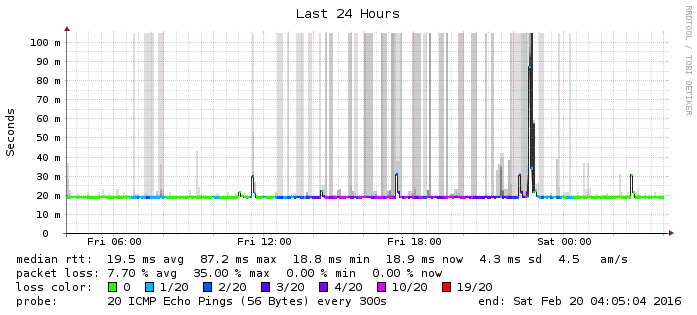 Last 24 Hours
RRDTOOL / TOBI OETIKER
Seconds
100 m
90 m
80 m
70 m
60 m
50 m
40 m
30 m
20 m
10 m
0
Fri 06:00 Fri 12:00 Fri 18:00 Sat 00:00
median rtt: 19.5 ms avg 87.2 ms max 18.8 ms min 18.9 ms now 4.3 ms sd 4.5 am/s
packet loss: 7.70 % avg 35.00 % max 0.00 % min 0.00 % now
loss color: 0 1/20 2/20 3/20 4/20 10/20 19/20
probe: 20 ICMP Echo Pings (56 Bytes) every 300s end: Sat Feb 20 04:05:04 2016